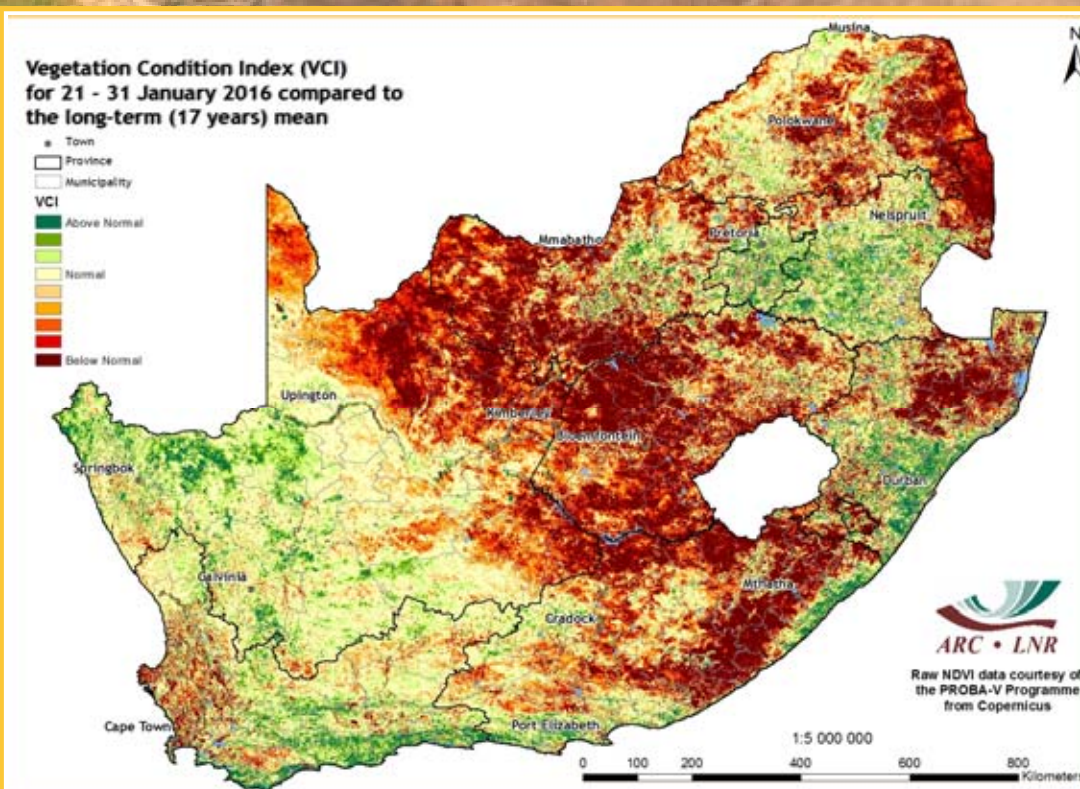 Vegetation Condition Index (VCI)
for 21 - 31 January 2016 compared to
the long-term (17 years) mean
Town
Province
Municipality
VCI
Above Normal
Normal
Below Normal
N
Musina
Polokwane
Nelspruit
Pretoria
Mmabatho
Upington
Kimberley
Bloemfontein
Springbok
Durban
Calvinia
Mthatha
Cradock
Cape Town
Port Elizabeth
ARC • LNR
Raw NDVI data courtesy of
the PROBA-V Programme
from Copernicus
1:5 000 000
0 100 200 400 600 800
Kilometers